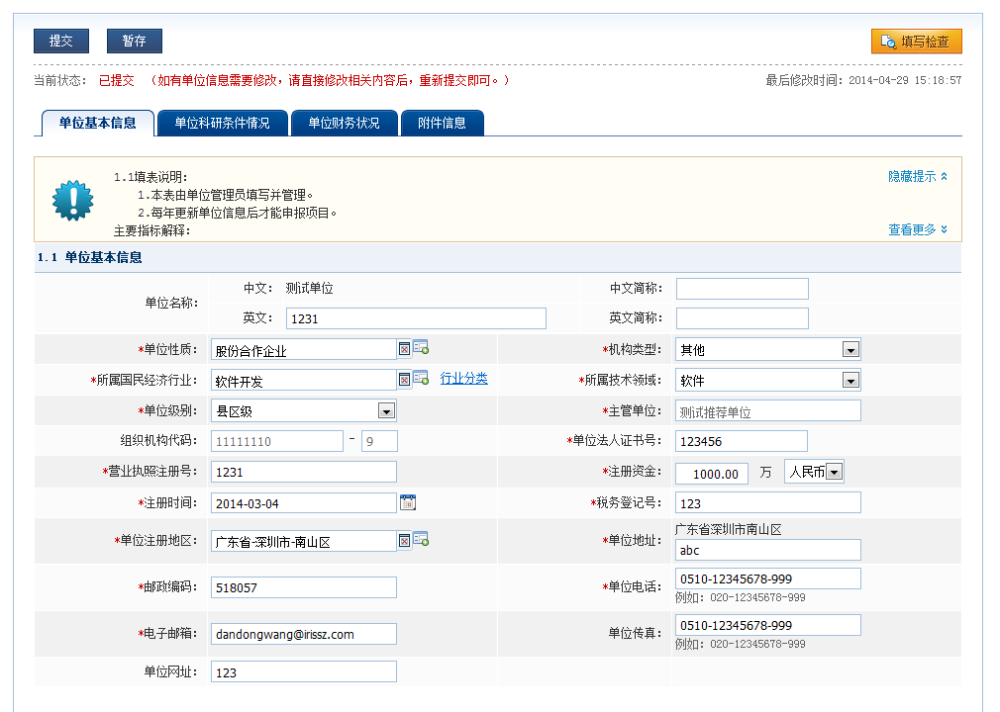 提交 暂存 填写检查
当前状态： 已提交 （如有单位信息需要修改，请直接修改相关内容后，重新提交即可。） 最后修改时间：2014-04-29 15:18:57
单位基本信息 单位科研条件情况 单位财务状况 附件信息
1.1填表说明: 隐藏提示
1.本表由单位管理员填写并管理。
2.每年更新单位信息后才能申报项目。
主要指标解释: 查看更多
1.1 单位基本信息
单位名称： 中文： 测试单位 中文简称：
英文： 1231 英文简称：
*单位性质： 股份合作企业 *机构类型： 其他
*所属国民经济行业： 软件开发 行业分类 *所属技术领域： 软件
*单位级别： 县区级 *主管单位： 测试推荐单位
组织机构代码： 11111110 - 9 *单位法人证书号： 123456
*营业执照注册号： 1231 *注册资金： 1000.00 万 人民币
*注册时间： 2014-03-04 *税务登记号： 123
*单位注册地区： 广东省-深圳市-南山区 *单位地址： 广东省深圳市南山区
abc
*邮政编码： 518057 *单位电话： 0510-12345678-999
例如：020-12345678-999
*电子邮箱： dandongwang@irissz.com 单位传真： 0510-12345678-999
例如：020-12345678-999
单位网址： 123